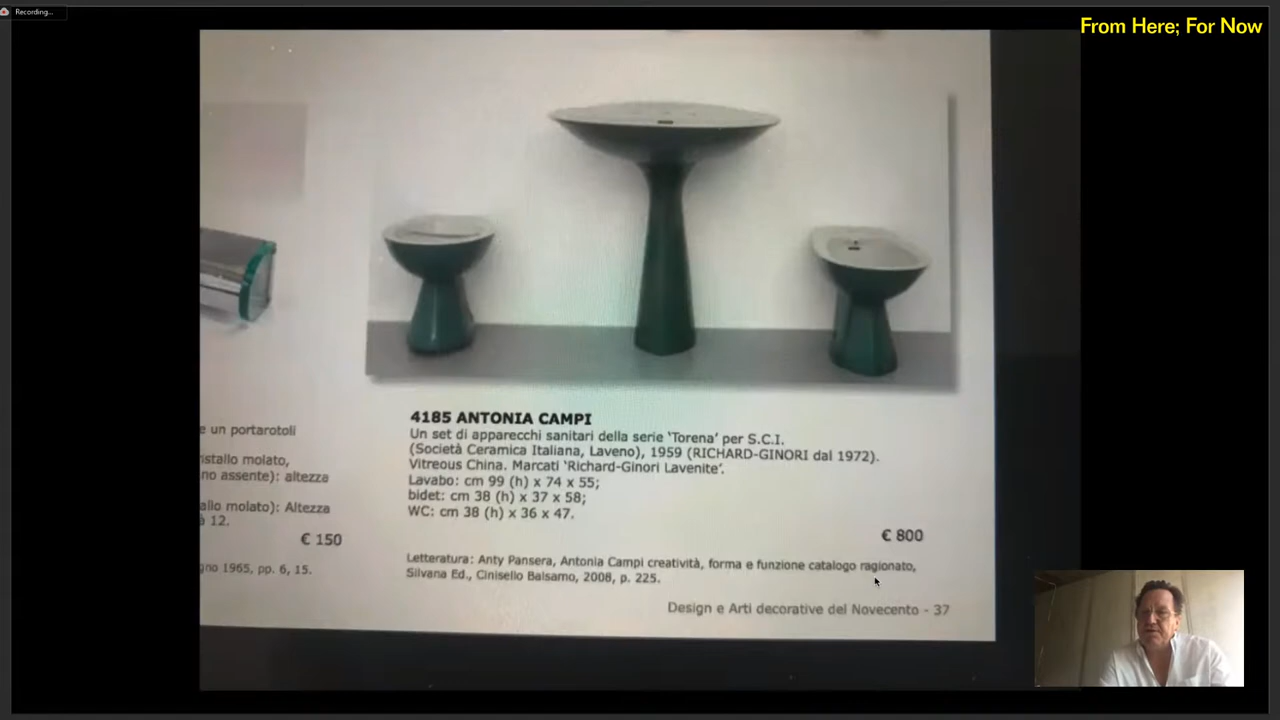 Recording...
From Here; For Now
e un portarotoli
istallo molato,
no assente): altezza
allo molato): Altezza
à 12.
€ 150
gno 1965, pp. 6, 15.
4185 ANTONIA CAMPI
Un set di apparecchi sanitari della serie ‘Torena’ per S.C.I.
(Società Ceramica Italiana, Laveno), 1959 (RICHARD-GINORI dal 1972).
Vitreous China. Marcati ‘Richard-Ginori Lavenite’.
Lavabo: cm 99 (h) x 74 x 55;
bidet: cm 38 (h) x 37 x 58;
WC: cm 38 (h) x 36 x 47.
€ 800
Letteratura: Anty Pansera, Antonia Campi creatività, forma e funzione catalogo ragionato,
Silvana Ed., Cinisello Balsamo, 2008, p. 225.
Design e Arti decorative del Novecento - 37